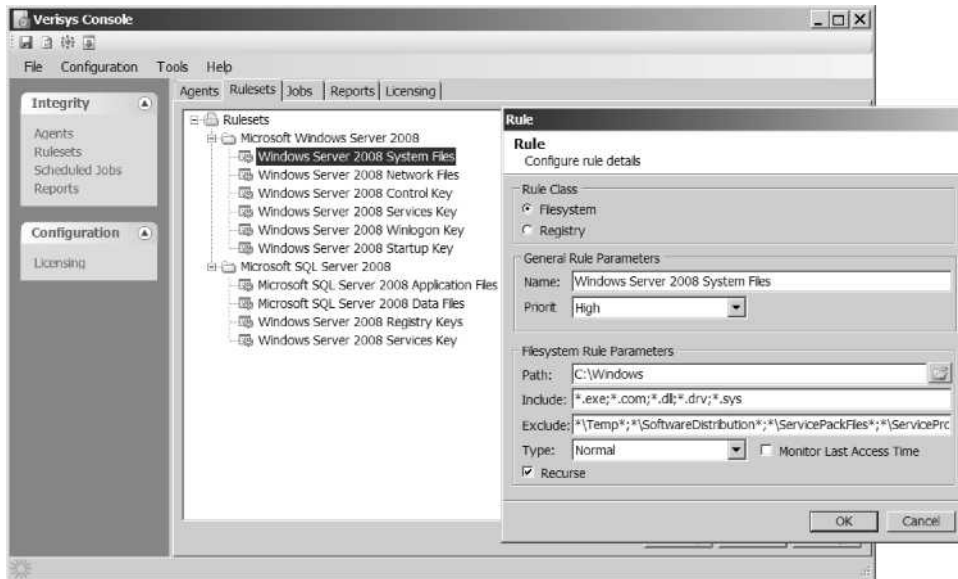 Verisys Console
File Configuration Tools Help
Integrity
Agents
Rulesets
Scheduled Jobs
Reports
Configuration
Licensing
Agents Rulesets Jobs Reports Licensing
Rulesets
Microsoft Windows Server 2008
Windows Server 2008 System Files
Windows Server 2008 Network Files
Windows Server 2008 Control Key
Windows Server 2008 Services Key
Windows Server 2008 Winlogon Key
Windows Server 2008 Startup Key
Microsoft SQL Server 2008
Microsoft SQL Server 2008 Application Files
Microsoft SQL Server 2008 Data Files
Windows Server 2008 Registry Keys
Windows Server 2008 Services Key
Rule
Rule
Configure rule details
Rule Class
Filesystem
Registry
General Rule Parameters
Name: Windows Server 2008 System Files
Priorit High
Filesystem Rule Parameters
Path: C:\Windows
Include: *.exe;*.com;*.dll;*.drv;*.sys
Exclude: *\Temp*;*\SoftwareDistribution*;*\ServicePackFiles*;*\ServicePro
Type: Normal Monitor Last Access Time
Recurse
OK Cancel